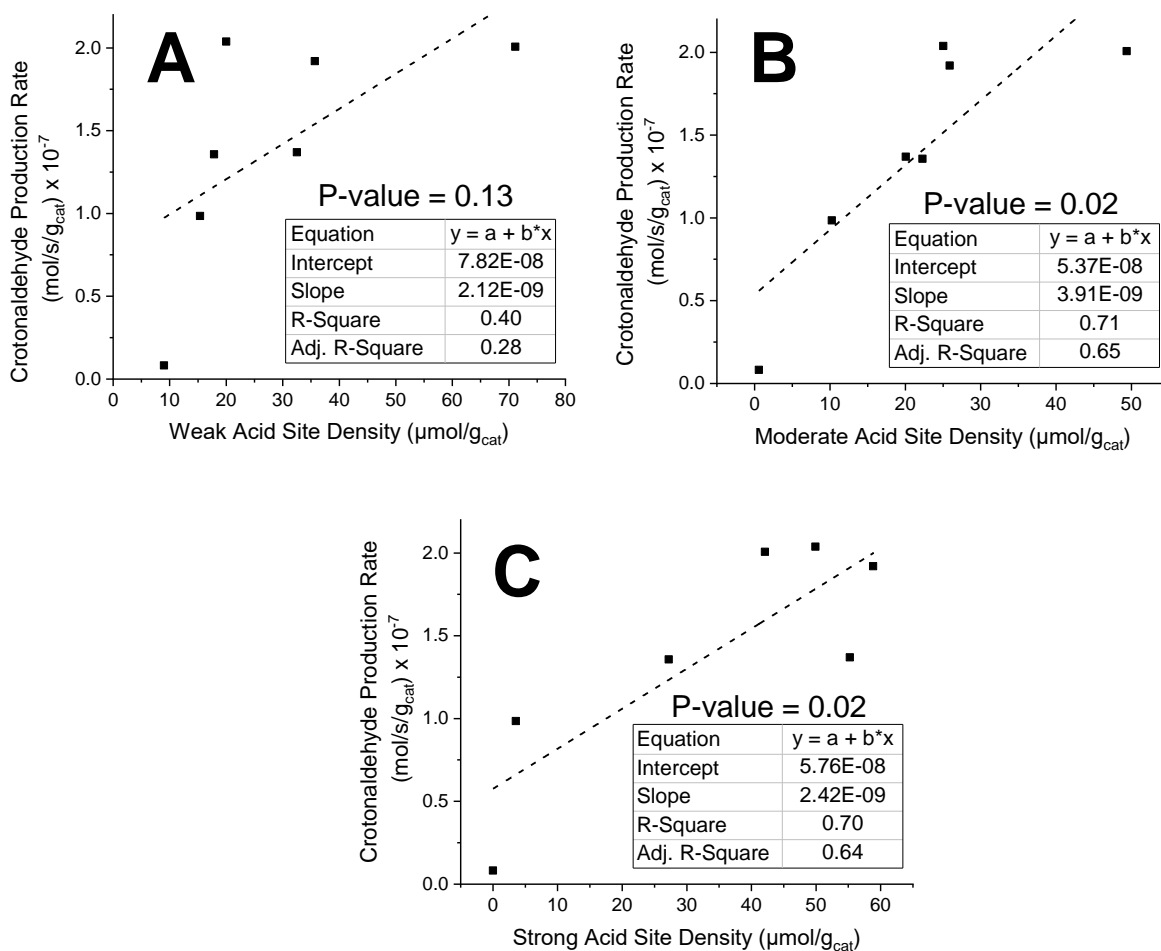 A
Crotonaldehyde Production Rate
(mol/s/gcat) x 10-7
2.0
1.5
1.0
0.5
0.0
P-value = 0.13
Equation y = a + b*x
Intercept 7.82E-08
Slope 2.12E-09
R-Square 0.40
Adj. R-Square 0.28
0 10 20 30 40 50 60 70 80
Weak Acid Site Density (μmol/gcat)
B
Crotonaldehyde Production Rate
(mol/s/gcat) x 10-7
2.0
1.5
1.0
0.5
0.0
P-value = 0.02
Equation y = a + b*x
Intercept 5.37E-08
Slope 3.91E-09
R-Square 0.71
Adj. R-Square 0.65
0 10 20 30 40 50
Moderate Acid Site Density (μmol/gcat)
C
Crotonaldehyde Production Rate
(mol/s/gcat) x 10-7
2.0
1.5
1.0
0.5
0.0
P-value = 0.02
Equation y = a + b*x
Intercept 5.76E-08
Slope 2.42E-09
R-Square 0.70
Adj. R-Square 0.64
0 10 20 30 40 50 60
Strong Acid Site Density (μmol/gcat)